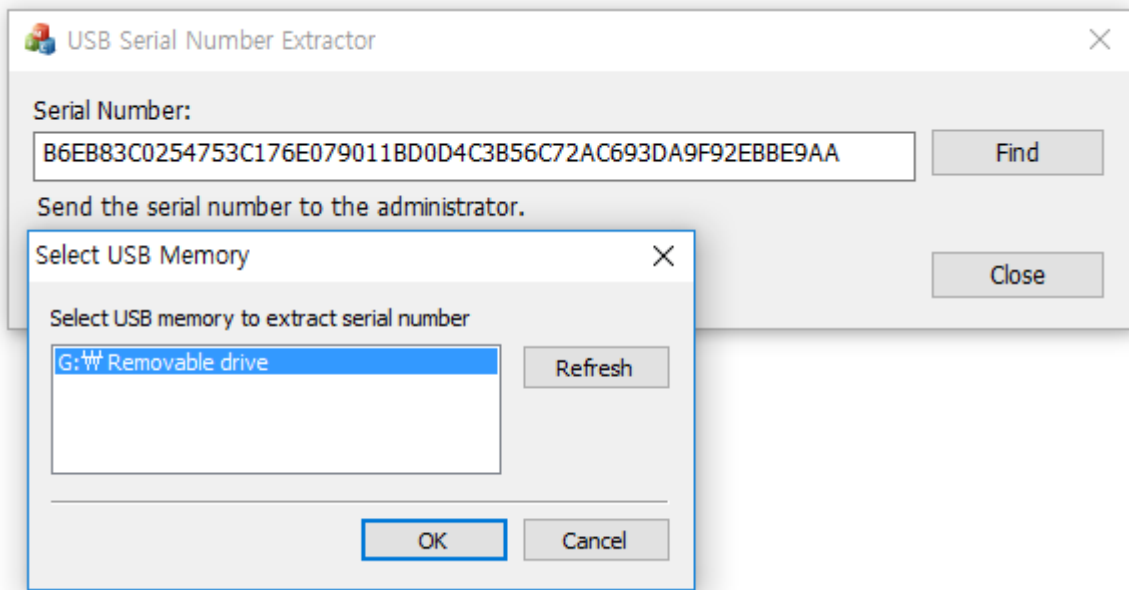 USB Serial Number Extractor
Serial Number:
B6EB83C0254753C176E079011BD0D4C3B56C72AC693DA9F92EBBE9AA
Find
Send the serial number to the administrator.
Close
Select USB Memory
Select USB memory to extract serial number
G:₩ Removable drive
Refresh
OK
Cancel